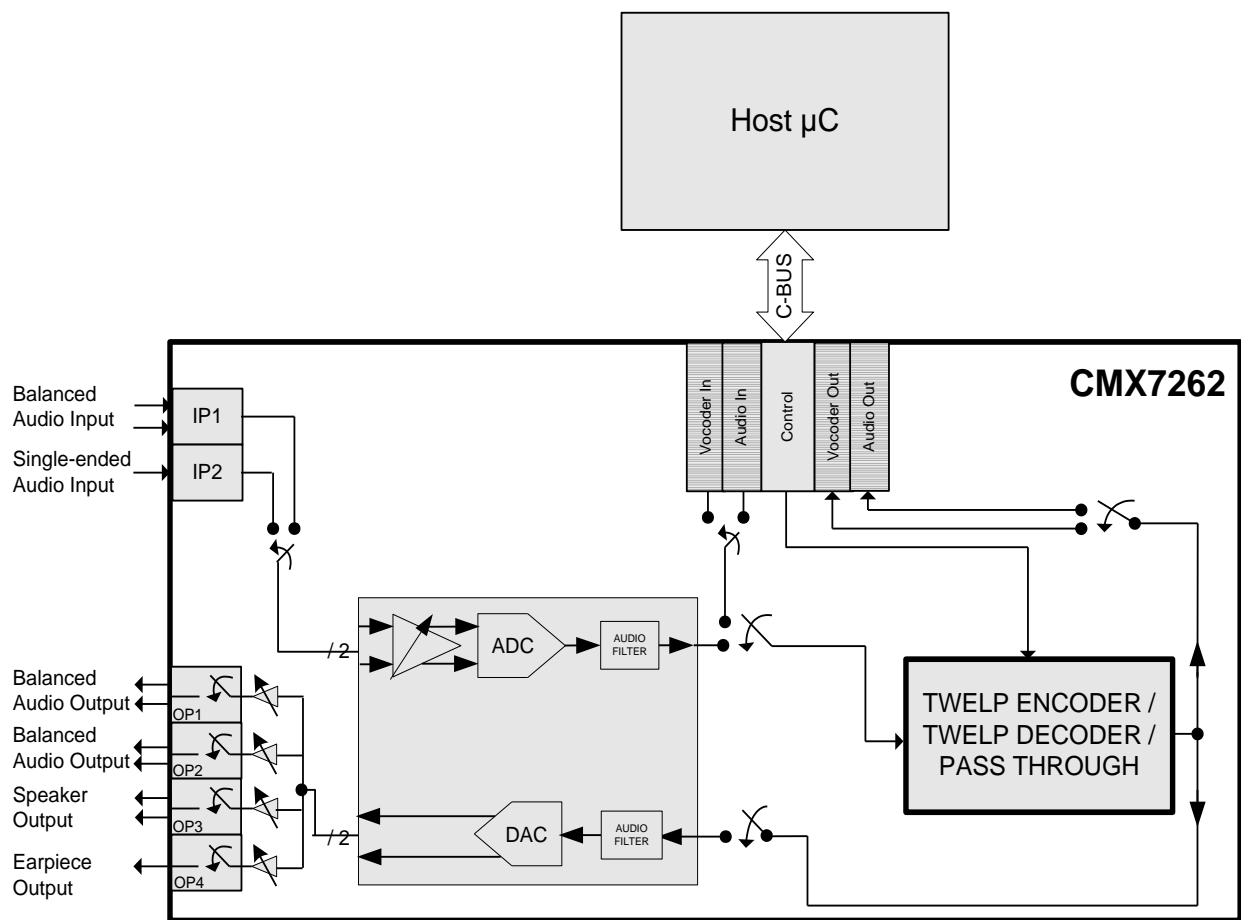 Host µC
C-BUS
CMX7262
Vocoder In
Audio In
Control
Vocoder Out
Audio Out
Balanced
Audio Input
IP1
Single-ended
Audio Input
IP2
/ 2
ADC
AUDIO
FILTER
TWELP ENCODER /
TWELP DECODER /
PASS THROUGH
Balanced
Audio Output
OP1
Balanced
Audio Output
OP2
Speaker
Output
OP3
Earpiece
Output
OP4
/ 2
DAC
AUDIO
FILTER